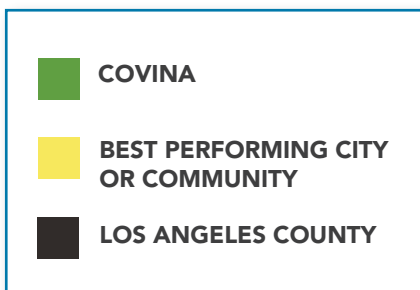 COVINA
BEST PERFORMING CITY
OR COMMUNITY
LOS ANGELES COUNTY